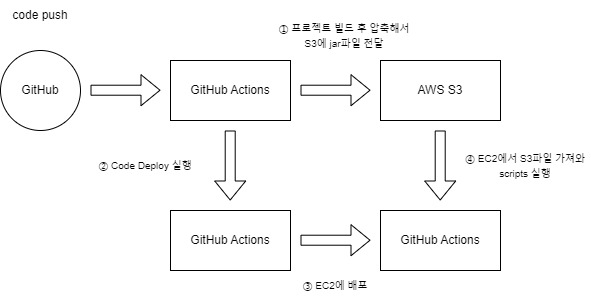 code push
① 프로젝트 빌드 후 압축해서
S3에 jar파일 전달
GitHub
GitHub Actions
AWS S3
② Code Deploy 실행
④ EC2에서 S3파일 가져와
scripts 실행
GitHub Actions
GitHub Actions
③ EC2에 배포